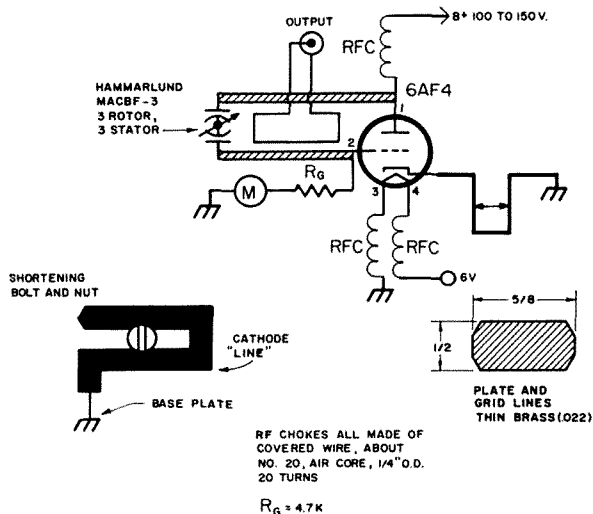 OUTPUT
B+ 100 TO 150 V.
RFC
6AF4
HAMMARLUND
MACBF-3
3 ROTOR,
3 STATOR
1
2
RG
M
3 4
RFC RFC
6V
SHORTENING
BOLT AND NUT
CATHODE
"LINE"
BASE PLATE
5/8
1/2
PLATE AND
GRID LINES
THIN BRASS (.022)
RF CHOKES ALL MADE OF
COVERED WIRE, ABOUT
NO. 20, AIR CORE, 1/4" O.D.
20 TURNS
RG = 4.7K